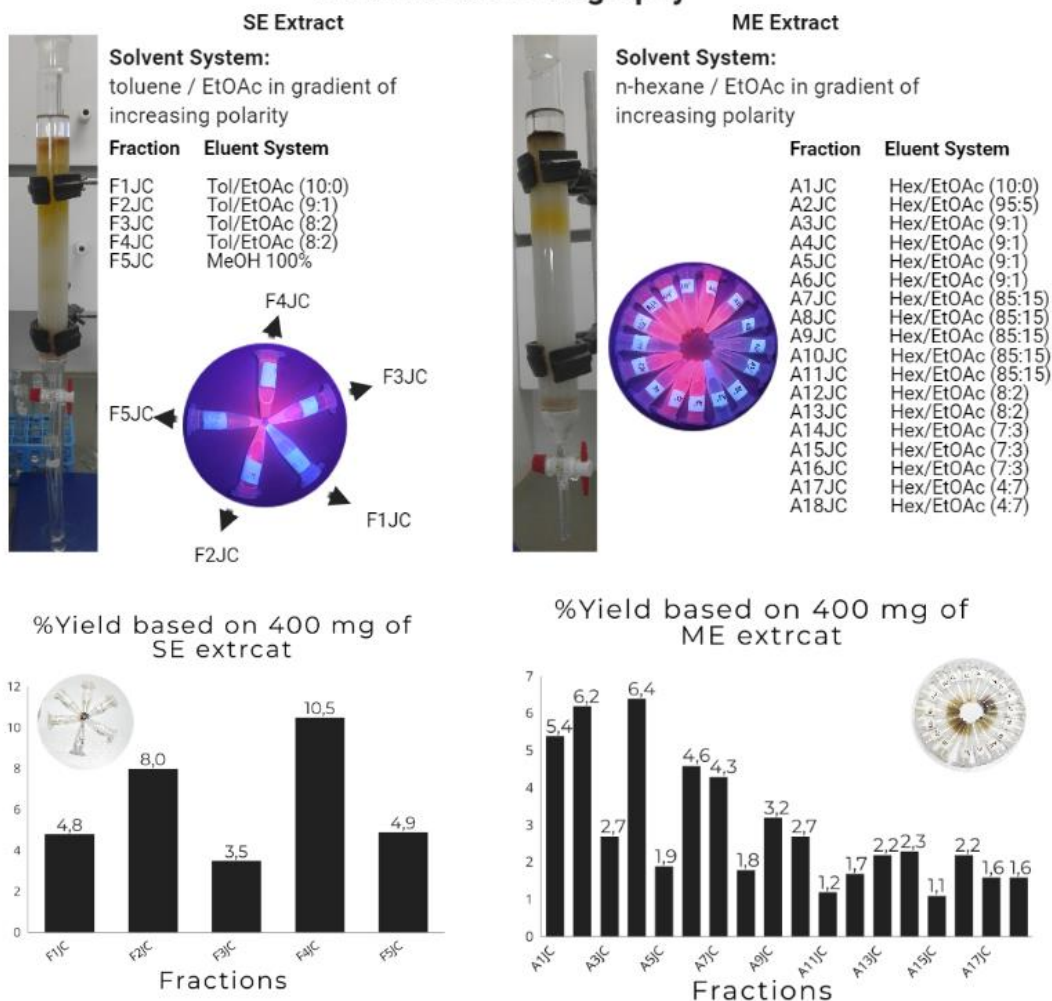 SE Extract
Solvent System:
toluene / EtOAc in gradient of
increasing polarity
Fraction Eluent System
F1JC Tol/EtOAc (10:0)
F2JC Tol/EtOAc (9:1)
F3JC Tol/EtOAc (8:2)
F4JC Tol/EtOAc (8:2)
F5JC MeOH 100%
F4JC
F3JC
F5JC
F1JC
F2JC
ME Extract
Solvent System:
n-hexane / EtOAc in gradient of
increasing polarity
Fraction Eluent System
A1JC Hex/EtOAc (10:0)
A2JC Hex/EtOAc (95:5)
A3JC Hex/EtOAc (9:1)
A4JC Hex/EtOAc (9:1)
A5JC Hex/EtOAc (9:1)
A6JC Hex/EtOAc (9:1)
A7JC Hex/EtOAc (85:15)
A8JC Hex/EtOAc (85:15)
A9JC Hex/EtOAc (85:15)
A10JC Hex/EtOAc (85:15)
A11JC Hex/EtOAc (85:15)
A12JC Hex/EtOAc (8:2)
A13JC Hex/EtOAc (8:2)
A14JC Hex/EtOAc (7:3)
A15JC Hex/EtOAc (7:3)
A16JC Hex/EtOAc (7:3)
A17JC Hex/EtOAc (4:7)
A18JC Hex/EtOAc (4:7)
%Yield based on 400 mg of
SE extrcat
12
10
8
6
4
2
0
4,8
8,0
3,5
10,5
4,9
F1JC F2JC F3JC F4JC F5JC
Fractions
%Yield based on 400 mg of
ME extrcat
7
6
5
4
3
2
1
0
5,4
6,2
2,7
6,4
1,9
4,6
4,3
1,8
3,2
2,7
1,2
1,7
2,2
2,3
1,1
2,2
1,6
1,6
A1JC A3JC A5JC A7JC A9JC A11JC A13JC A15JC A17JC
Fractions